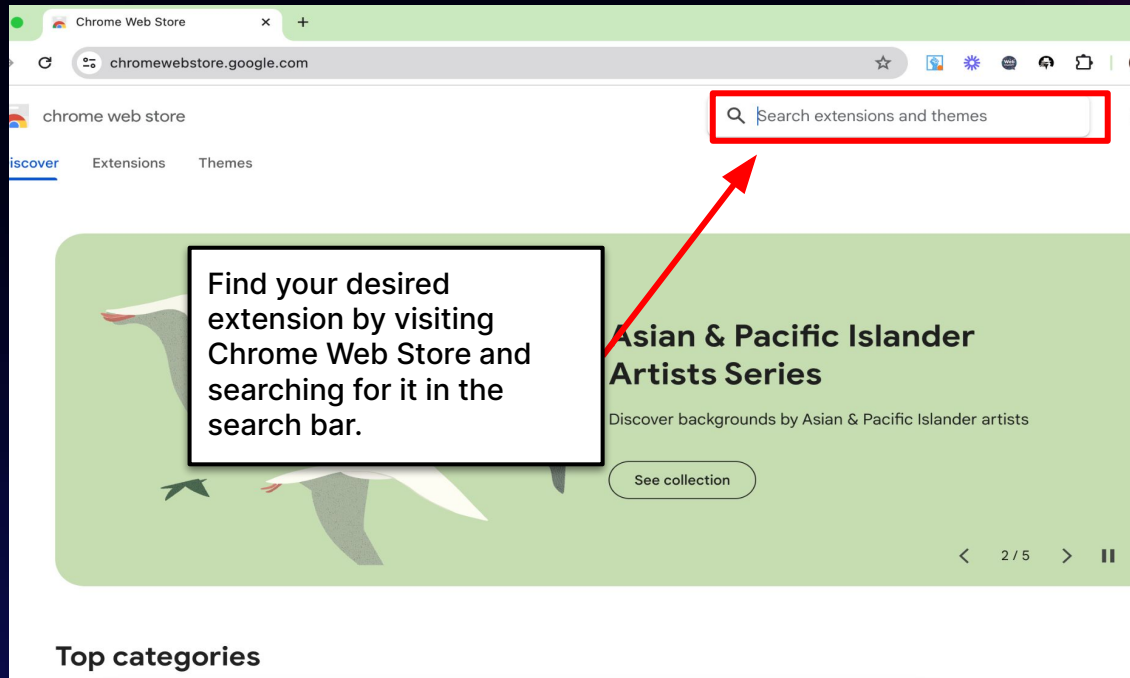 Chrome Web Store
chromewebstore.google.com
chrome web store
Search extensions and themes
iscover Extensions Themes
Find your desired
extension by visiting
Chrome Web Store and
searching for it in the
search bar.
Asian & Pacific Islander
Artists Series
Discover backgrounds by Asian & Pacific Islander artists
See collection
2 / 5
Top categories